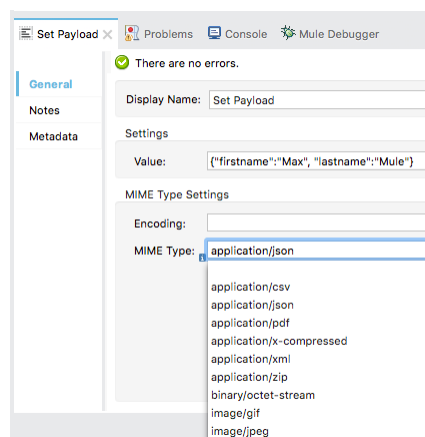 Set Payload Problems Console Mule Debugger
There are no errors.
General
Display Name: Set Payload
Notes
Settings
Metadata
Value: {"firstname":"Max", "lastname":"Mule"}
MIME Type Settings
Encoding:
MIME Type: application/json
application/csv
application/json
application/pdf
application/x-compressed
application/xml
application/zip
binary/octet-stream
image/gif
image/jpeg